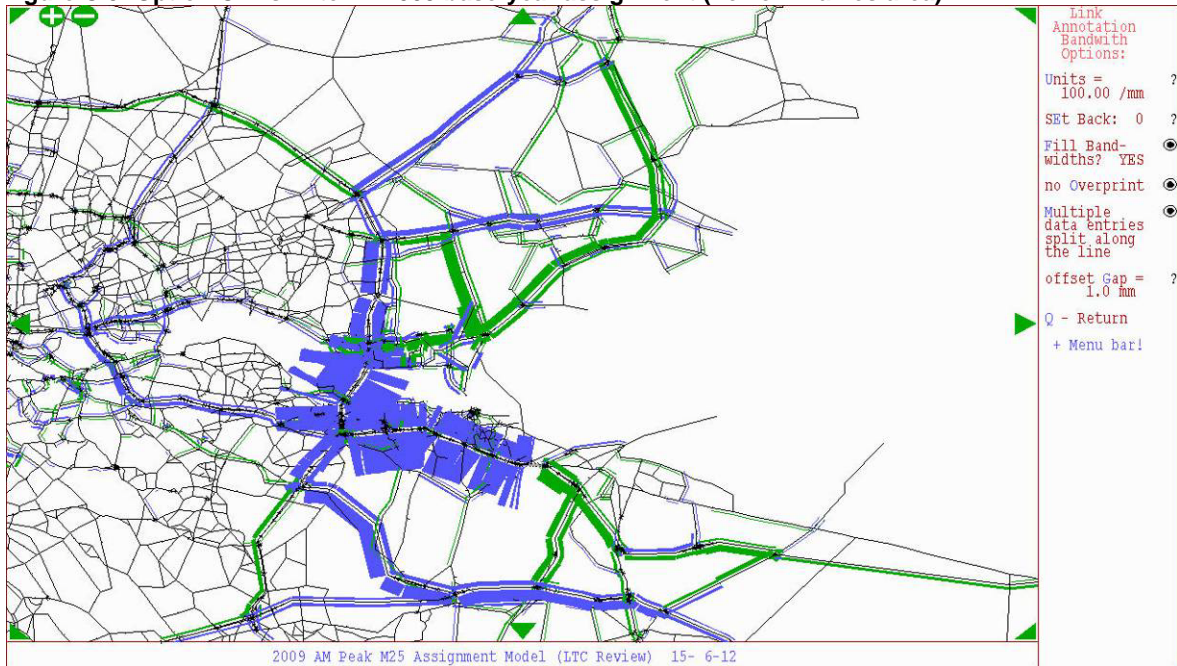 Link
Annotation
Bandwith
Options:
Units = ?
100.00 /mm
SEt Back: 0 ?
Fill Band-
widths? YES
no Overprint
Multiple
data entries
split along
the line
offset Gap = ?
1.0 mm
Q - Return
+ Menu bar!
2009 AM Peak M25 Assignment Model (LTC Review) 15- 6-12